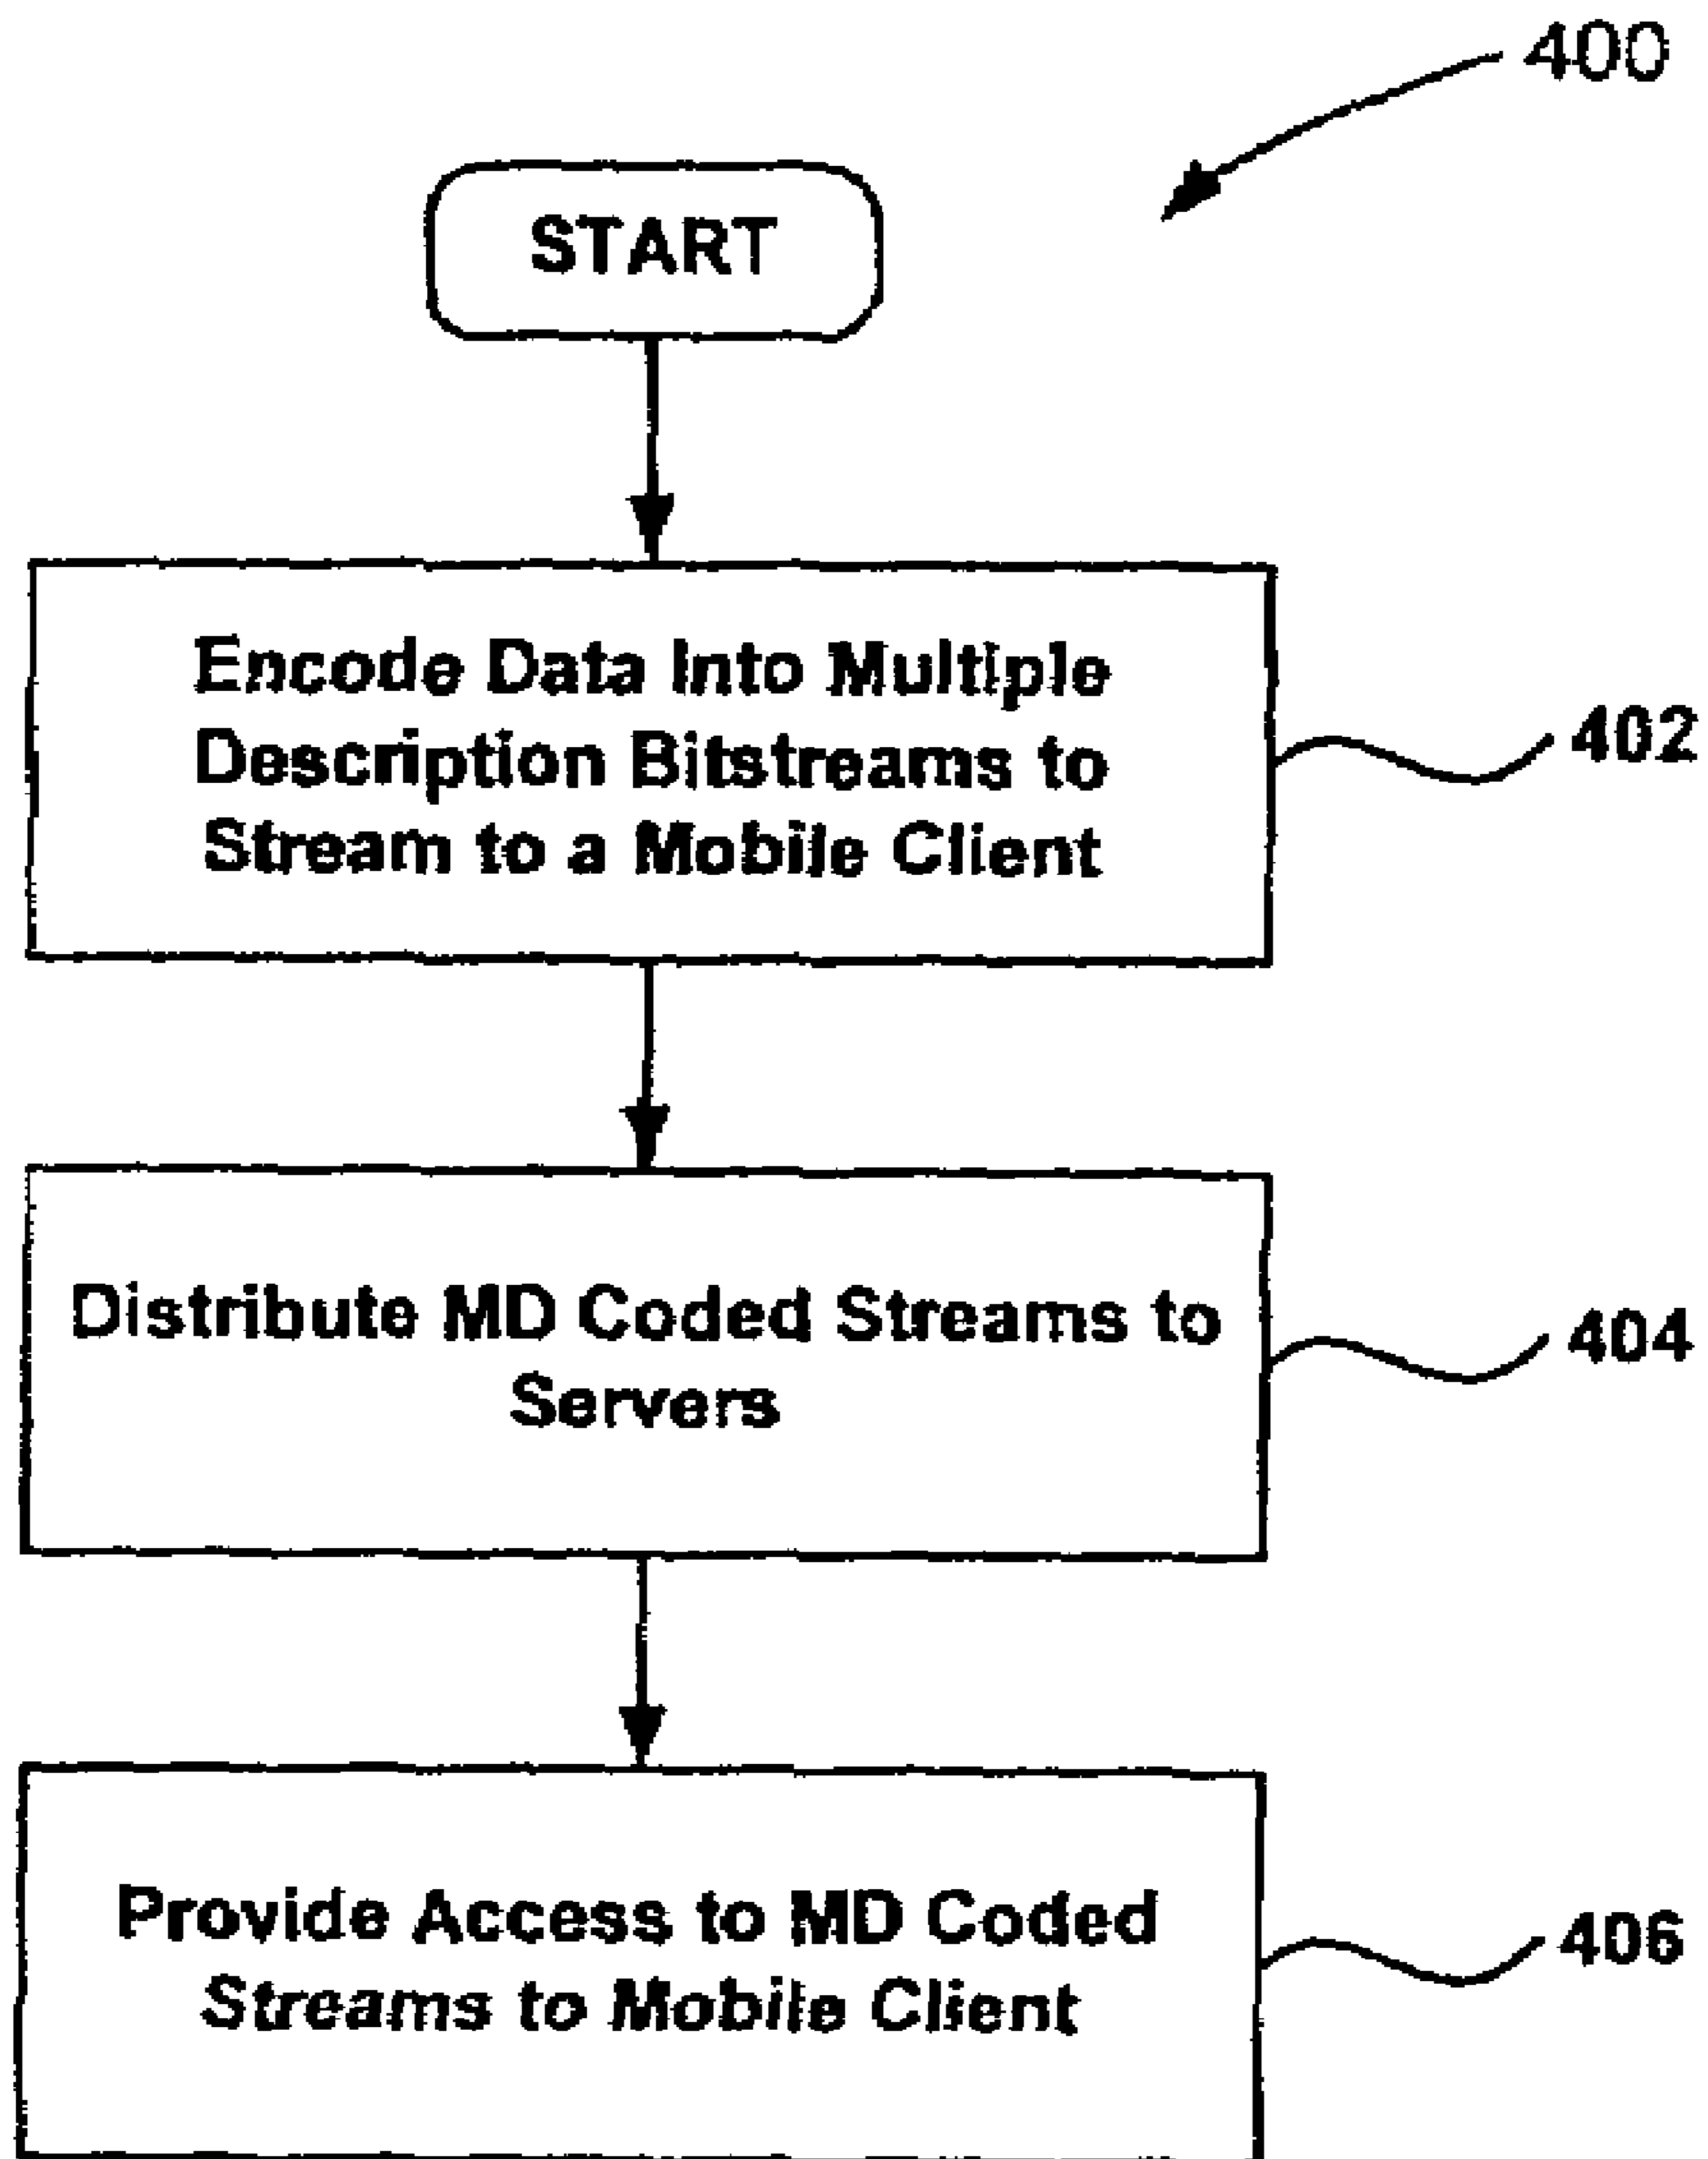 400
START
Encode Data Into Multiple
Description Bitstreams to
Stream to a Mobile Client
402
Distribute MD Coded Streams to
Servers
404
Provide Access to MD Coded
Streams to Mobile Client
406